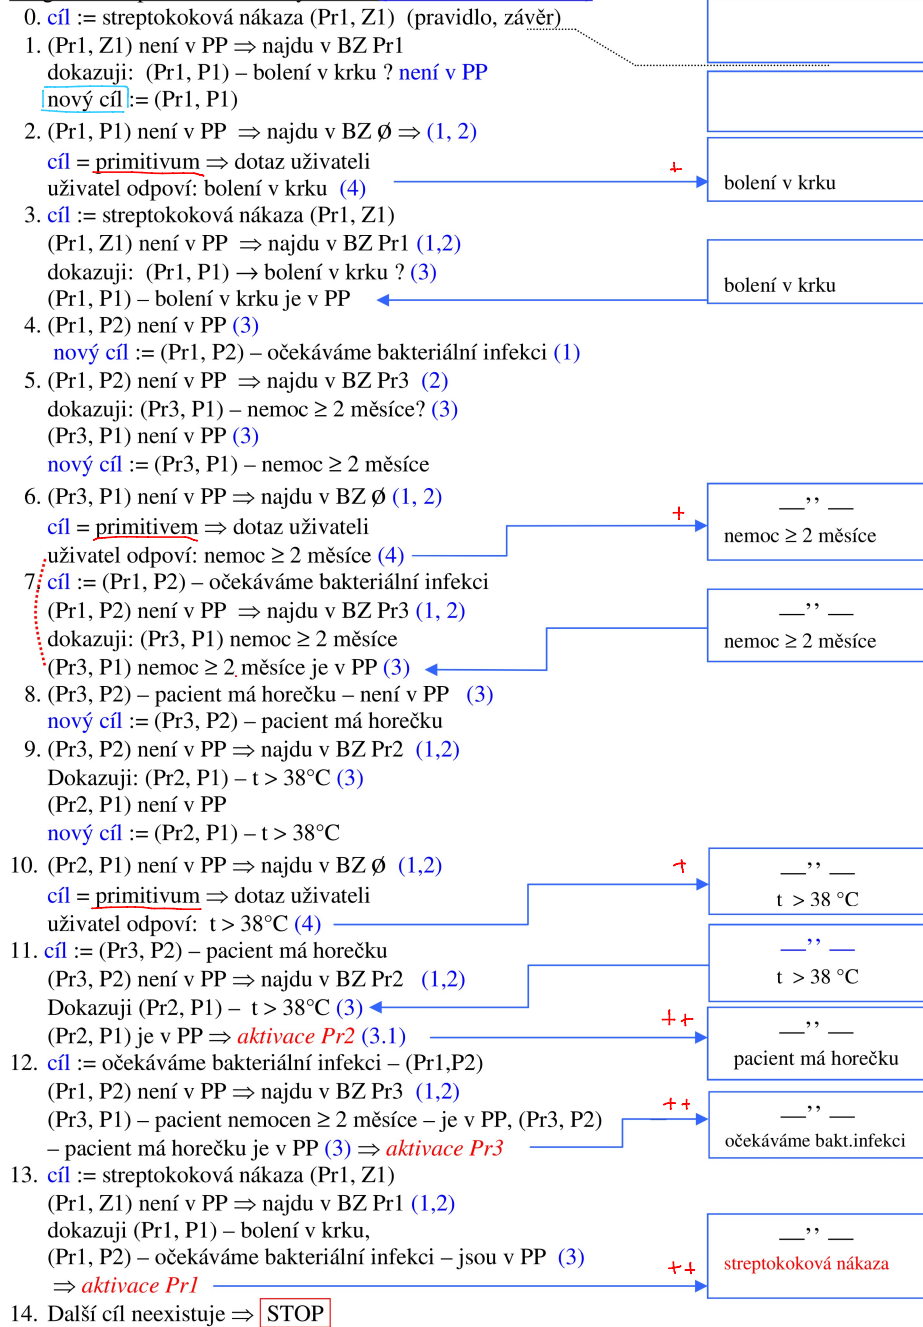 0. cíl := streptokoková nákaza (Pr1, Z1) (pravidlo, závěr)
1. (Pr1, Z1) není v PP ⇒ najdu v BZ Pr1
dokazuji: (Pr1, P1) – bolení v krku ? není v PP
nový cíl := (Pr1, P1)
2. (Pr1, P1) není v PP ⇒ najdu v BZ Ø ⇒ (1, 2)
cíl = primitivum ⇒ dotaz uživateli
+
uživatel odpoví: bolení v krku (4)
bolení v krku
3. cíl := streptokoková nákaza (Pr1, Z1)
(Pr1, Z1) není v PP ⇒ najdu v BZ Pr1 (1,2)
dokazuji: (Pr1, P1) → bolení v krku ? (3)
bolení v krku
(Pr1, P1) – bolení v krku je v PP
4. (Pr1, P2) není v PP (3)
nový cíl := (Pr1, P2) – očekáváme bakteriální infekci (1)
5. (Pr1, P2) není v PP ⇒ najdu v BZ Pr3 (2)
dokazuji: (Pr3, P1) – nemoc ≥ 2 měsíce? (3)
(Pr3, P1) není v PP (3)
nový cíl := (Pr3, P1) – nemoc ≥ 2 měsíce
6. (Pr3, P1) není v PP ⇒ najdu v BZ Ø (1, 2)
—’’ —
cíl = primitivem ⇒ dotaz uživateli
+
nemoc ≥ 2 měsíce
uživatel odpoví: nemoc ≥ 2 měsíce (4)
7. cíl := (Pr1, P2) – očekáváme bakteriální infekci
(Pr1, P2) není v PP ⇒ najdu v BZ Pr3 (1, 2)
—’’ —
dokazuji: (Pr3, P1) nemoc ≥ 2 měsíce
nemoc ≥ 2 měsíce
(Pr3, P1) nemoc ≥ 2 měsíce je v PP (3)
8. (Pr3, P2) – pacient má horečku – není v PP (3)
nový cíl := (Pr3, P2) – pacient má horečku
9. (Pr3, P2) není v PP ⇒ najdu v BZ Pr2 (1,2)
Dokazuji: (Pr2, P1) – t > 38°C (3)
(Pr2, P1) není v PP
nový cíl := (Pr2, P1) – t > 38°C
10. (Pr2, P1) není v PP ⇒ najdu v BZ Ø (1,2)
+
—’’ —
cíl = primitivum ⇒ dotaz uživateli
t > 38 °C
uživatel odpoví: t > 38°C (4)
11. cíl := (Pr3, P2) – pacient má horečku
—’’ —
(Pr3, P2) není v PP ⇒ najdu v BZ Pr2 (1,2)
t > 38 °C
Dokazuji (Pr2, P1) – t > 38°C (3)
++
—’’ —
(Pr2, P1) je v PP ⇒ aktivace Pr2 (3.1)
pacient má horečku
12. cíl := očekáváme bakteriální infekci – (Pr1,P2)
(Pr1, P2) není v PP ⇒ najdu v BZ Pr3 (1,2)
++
—’’ —
(Pr3, P1) – pacient nemocen ≥ 2 měsíce – je v PP, (Pr3, P2)
– pacient má horečku je v PP (3) ⇒ aktivace Pr3
očekáváme bakt.infekci
13. cíl := streptokoková nákaza (Pr1, Z1)
(Pr1, Z1) není v PP ⇒ najdu v BZ Pr1 (1,2)
dokazuji (Pr1, P1) – bolení v krku,
—’’ —
(Pr1, P2) – očekáváme bakteriální infekci – jsou v PP (3)
++
streptokoková nákaza
⇒ aktivace Pr1
14. Další cíl neexistuje ⇒ STOP